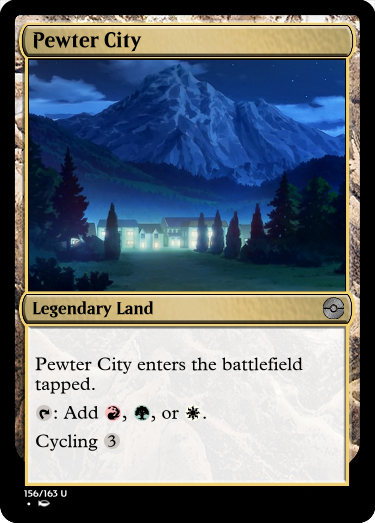 Pewter City
Legendary Land
Pewter City enters the battlefield
tapped.
: Add , , or .
Cycling 3
156/163 U